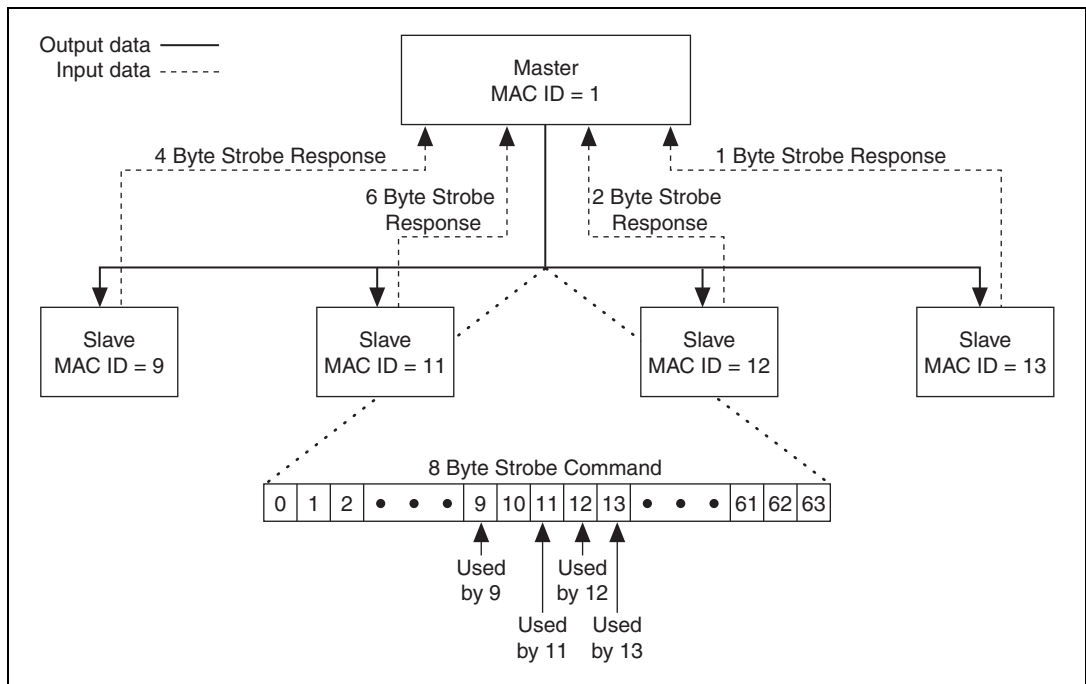 Output data
Input data
Master
MAC ID = 1
4 Byte Strobe Response
1 Byte Strobe Response
6 Byte Strobe
Response
2 Byte Strobe
Response
Slave
MAC ID = 9
Slave
MAC ID = 11
Slave
MAC ID = 12
Slave
MAC ID = 13
8 Byte Strobe Command
0 1 2 • • • 9 10 11 12 13 • • • 61 62 63
Used
by 9
Used
by 12
Used
by 11
Used
by 13